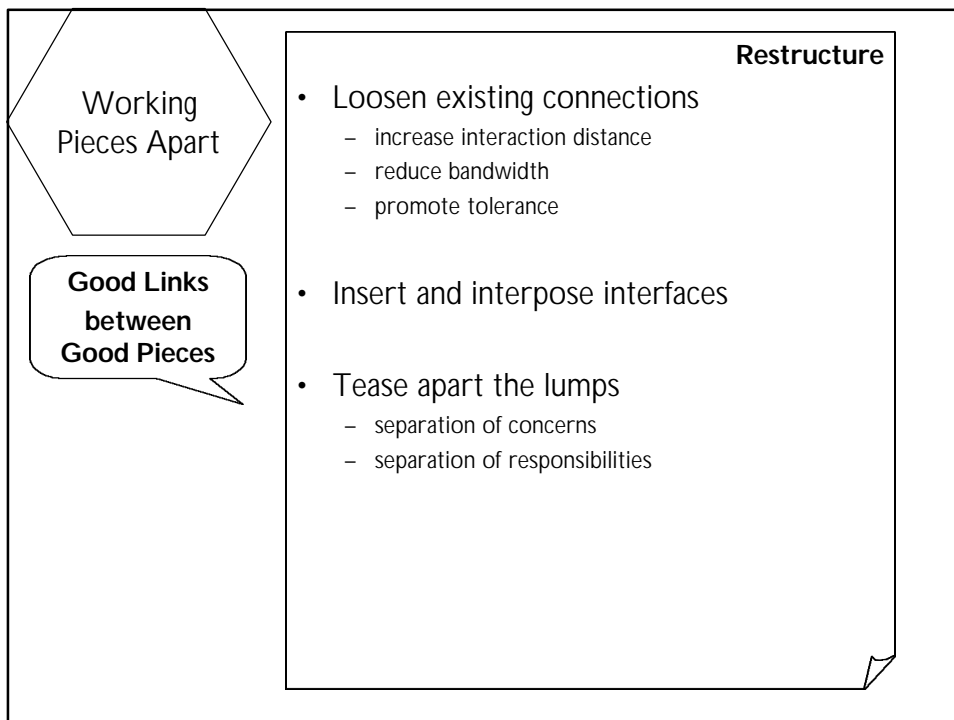 Working
Pieces Apart
Good Links
between
Good Pieces
Restructure
• Loosen existing connections
– increase interaction distance
– reduce bandwidth
– promote tolerance
• Insert and interpose interfaces
• Tease apart the lumps
– separation of concerns
– separation of responsibilities